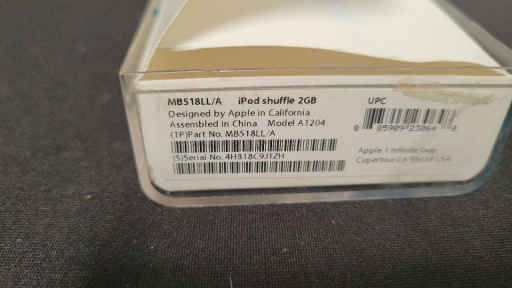 MB518LL/A iPod shuffle 2GB
Designed by Apple in California
Assembled in China Model A1204
(1P)Part No. MB518LL/A
(S)Serial No. 4H818C9J1ZH
UPC
Apple 1 Infinite Loop
Cupertino CA 95014 USA